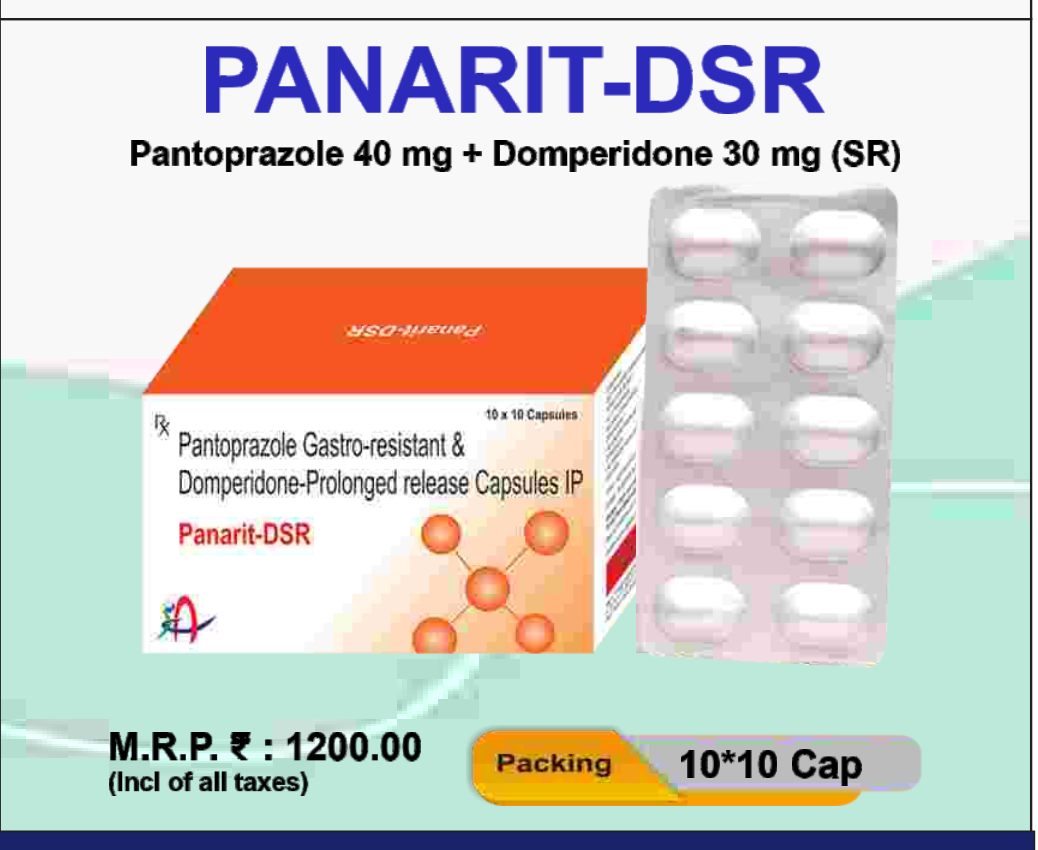 PANARIT-DSR
Pantoprazole 40 mg + Domperidone 30 mg (SR)
Panarit-DSR
Rx
10 x 10 Capsules
Pantoprazole Gastro-resistant &
Domperidone-Prolonged release Capsules IP
Panarit-DSR
M.R.P. ₹ : 1200.00
(Incl of all taxes)
Packing
10*10 Cap